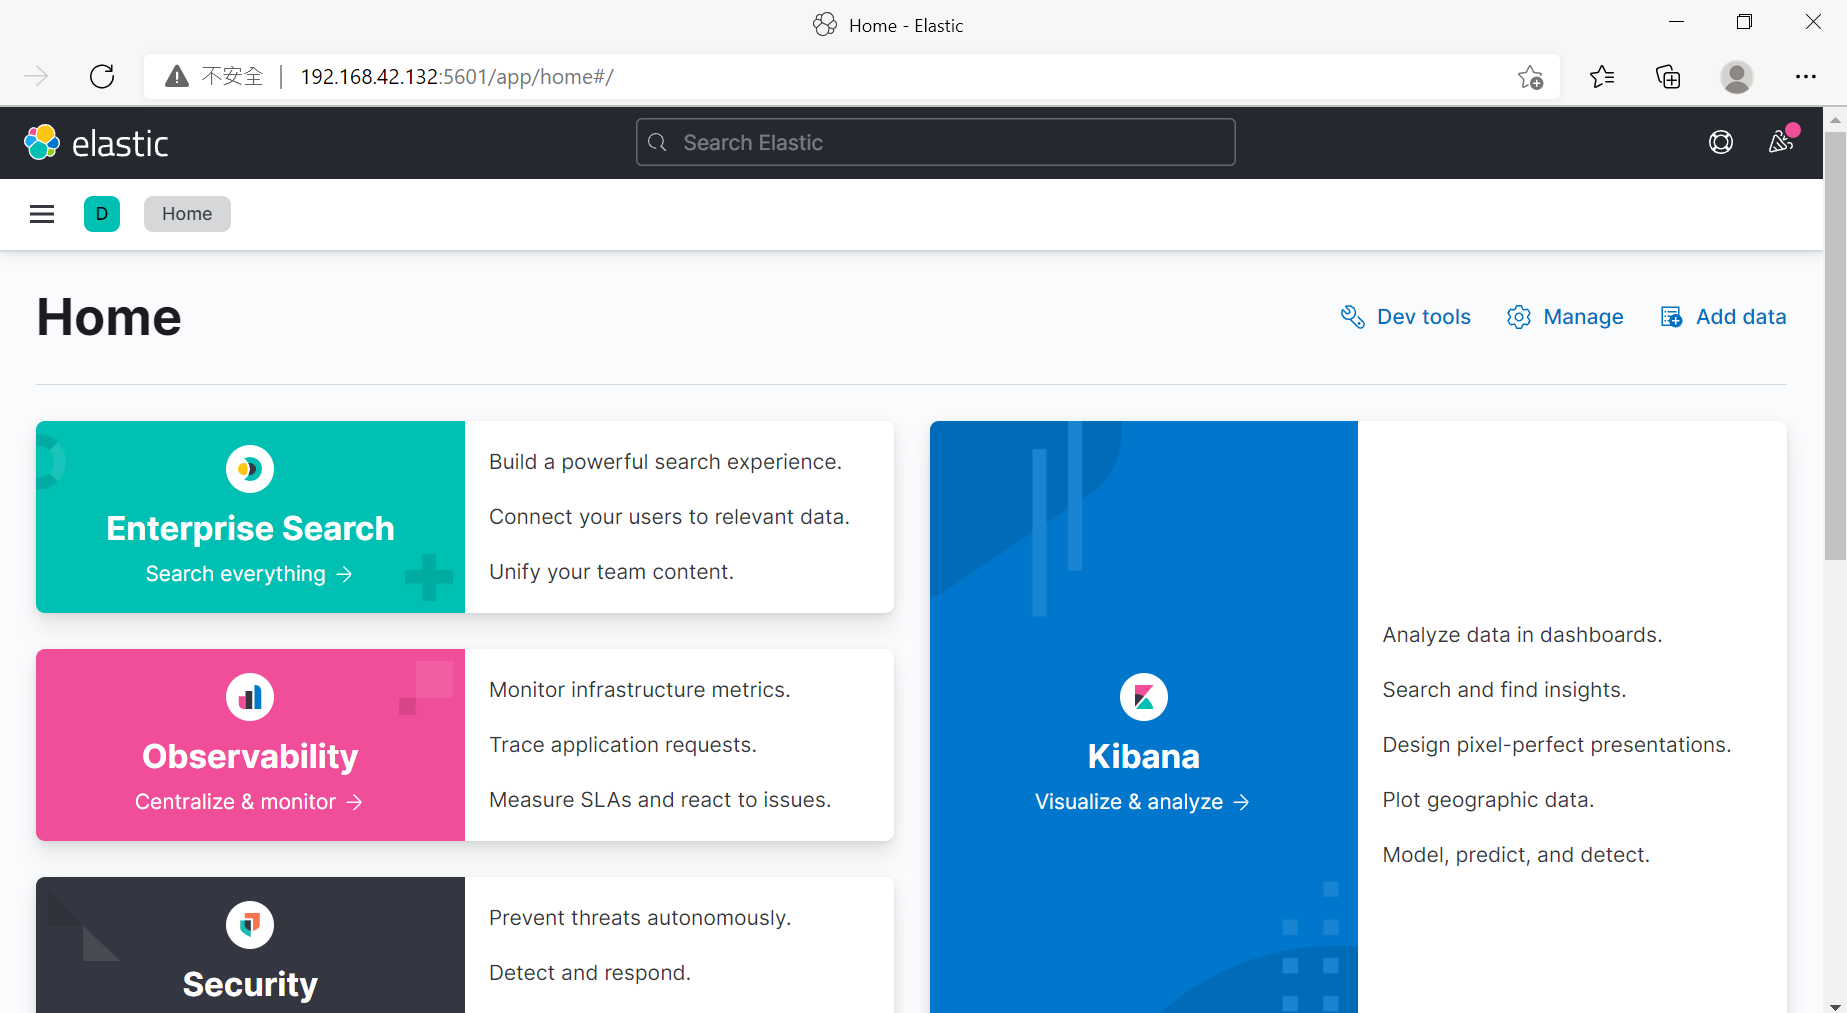 Home - Elastic
不安全
192.168.42.132:5601/app/home#/
elastic
Search Elastic
D
Home
Home
Dev tools
Manage
Add data
Enterprise Search
Search everything →
Build a powerful search experience.
Connect your users to relevant data.
Unify your team content.
Observability
Centralize & monitor →
Monitor infrastructure metrics.
Trace application requests.
Measure SLAs and react to issues.
Security
Prevent threats autonomously.
Detect and respond.
Kibana
Visualize & analyze →
Analyze data in dashboards.
Search and find insights.
Design pixel-perfect presentations.
Plot geographic data.
Model, predict, and detect.